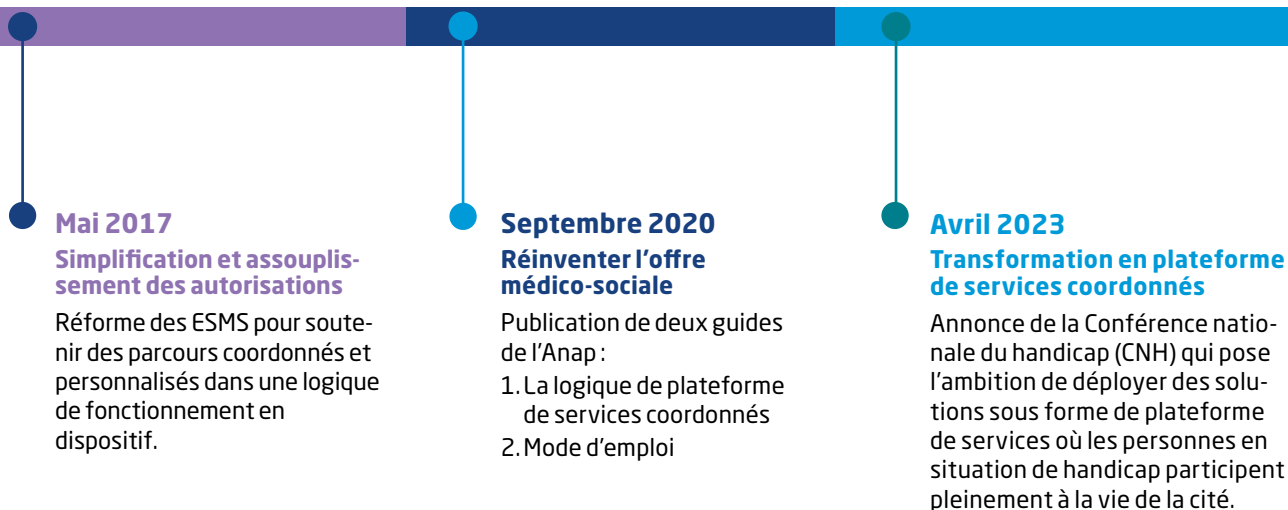 Mai 2017
Simplification et assouplis-
sement des autorisations
Réforme des ESMS pour soute-
nir des parcours coordonnés et
personnalisés dans une logique
de fonctionnement en
dispositif.
Septembre 2020
Réinventer l’offre
médico-sociale
Publication de deux guides
de l’Anap :
1. La logique de plateforme
de services coordonnés
2. Mode d’emploi
Avril 2023
Transformation en plateforme
de services coordonnés
Annonce de la Conférence natio-
nale du handicap (CNH) qui pose
l’ambition de déployer des solu-
tions sous forme de plateforme
de services où les personnes en
situation de handicap participent
pleinement à la vie de la cité.